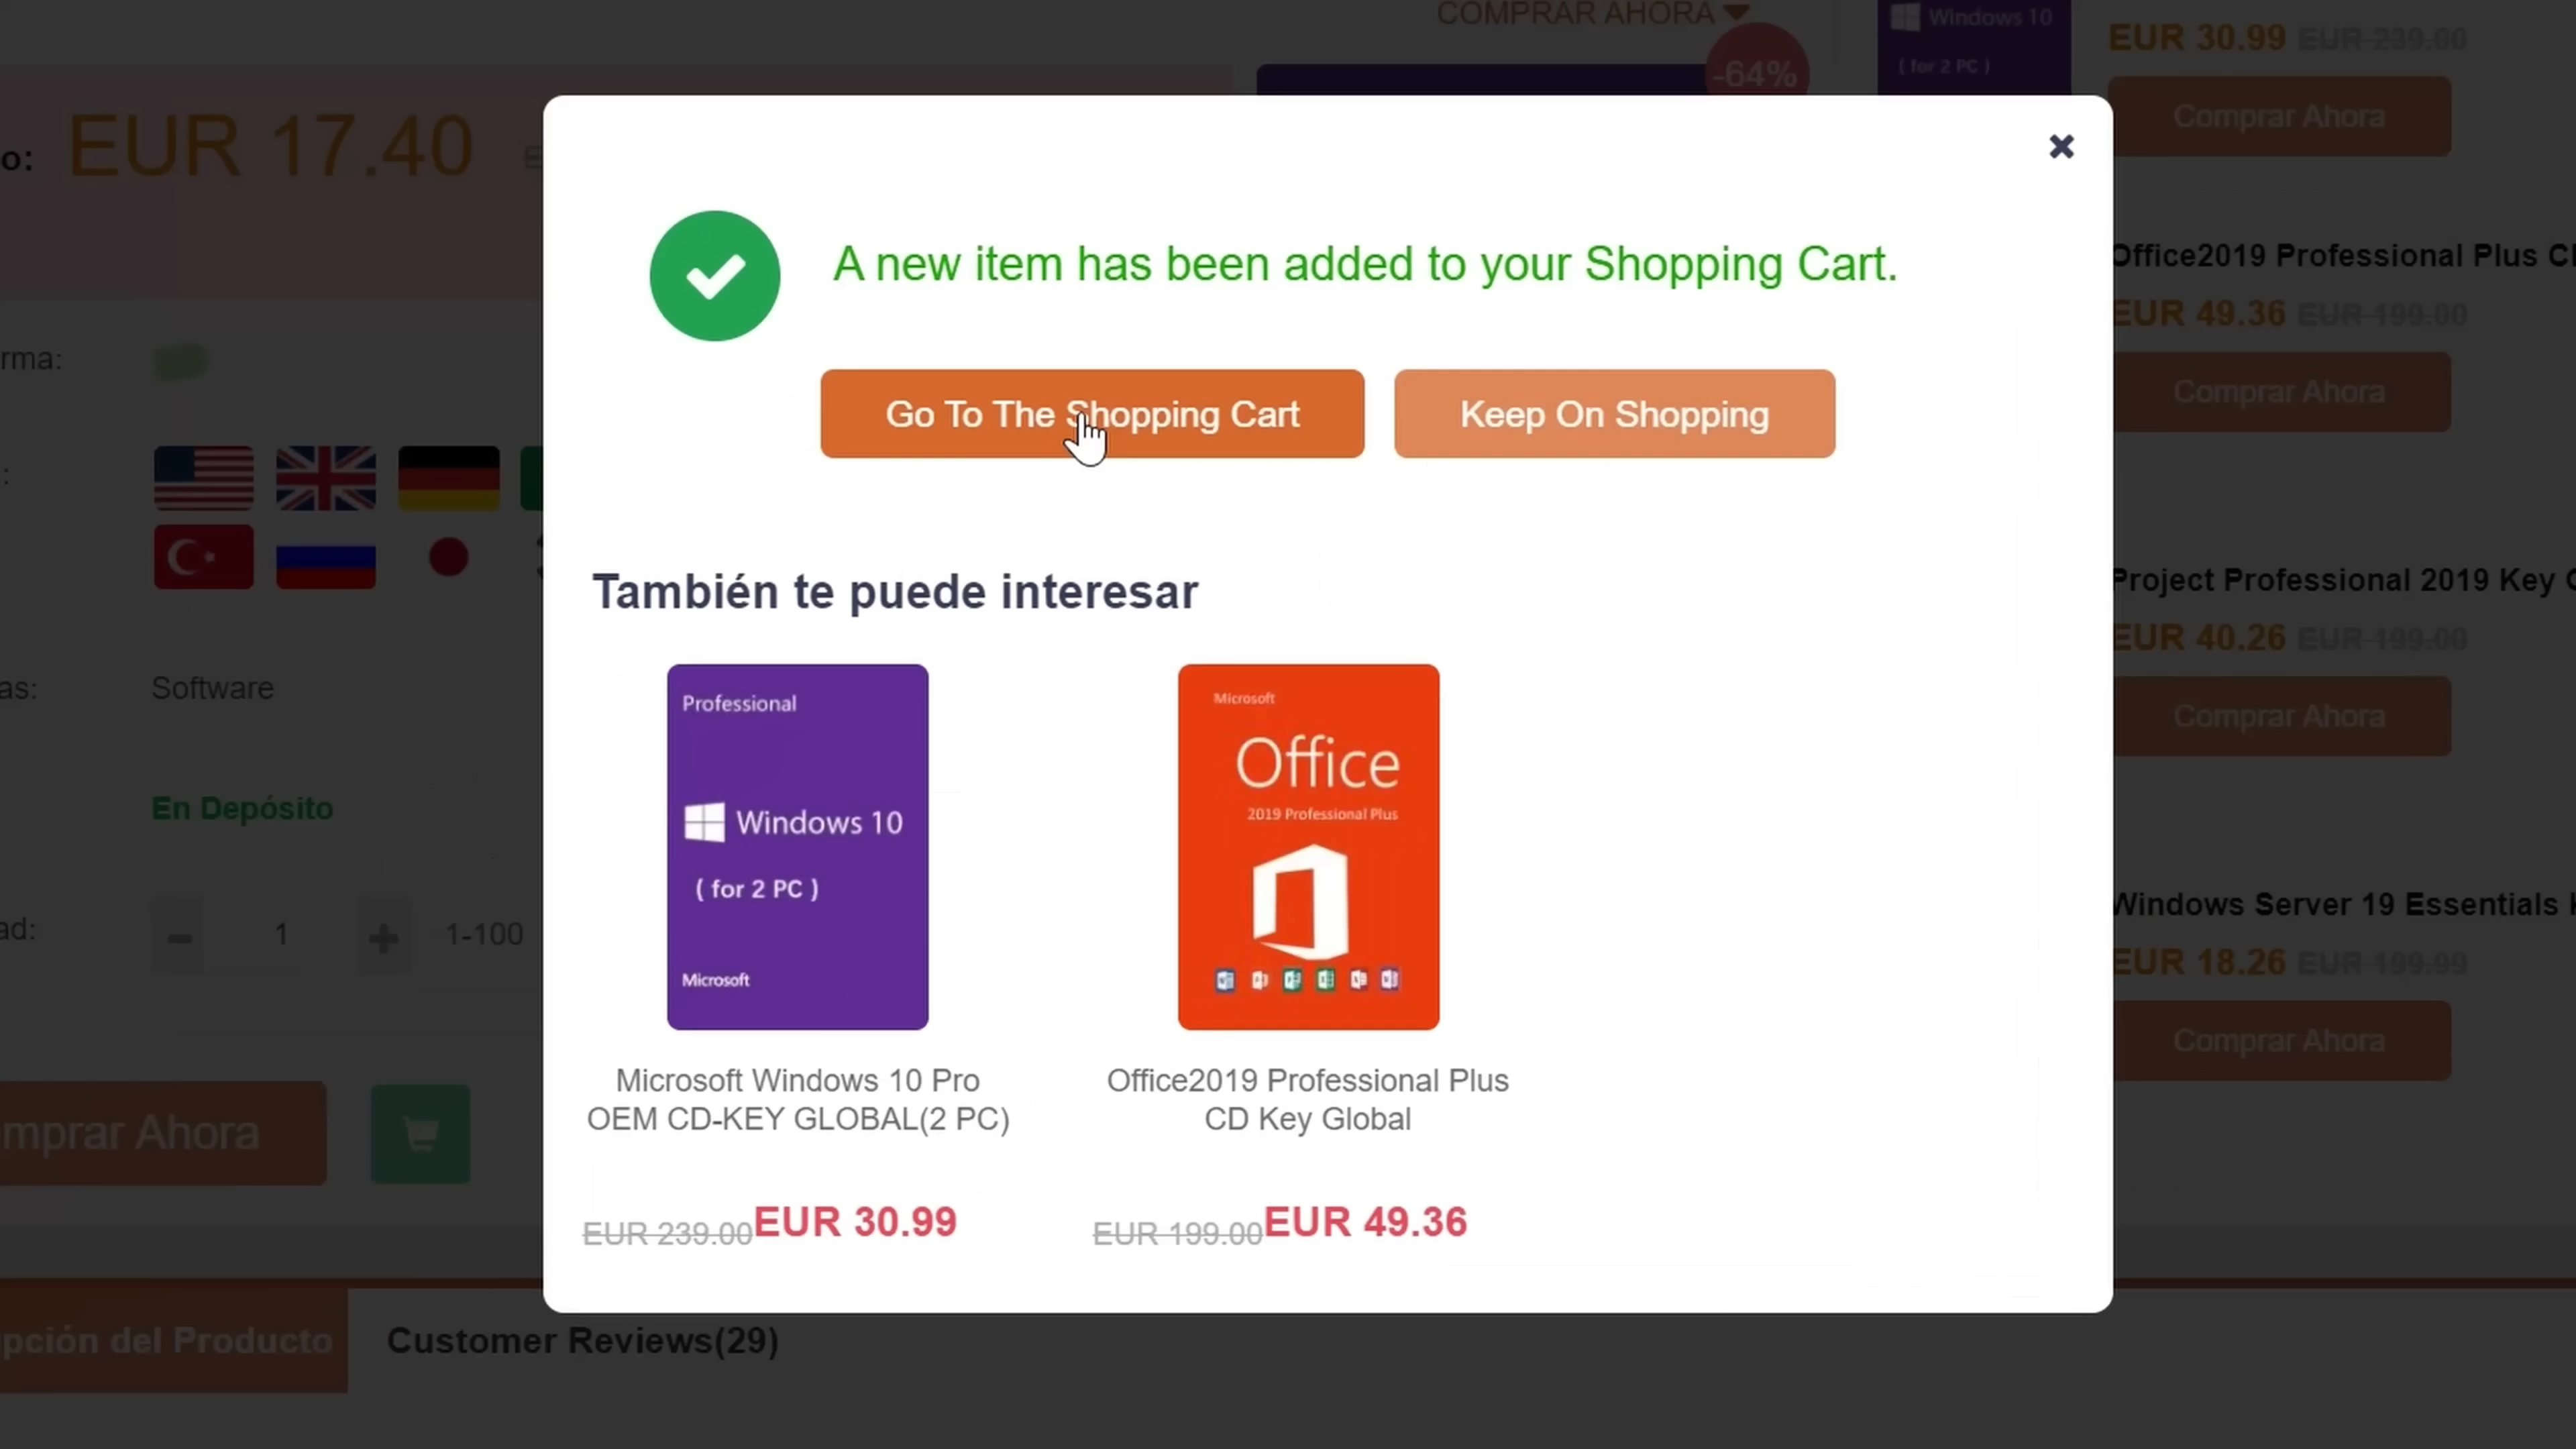 COMPRAR AHORA
-64%
Windows 10
( for 2 PC )
EUR 30.99 EUR 239.00
Comprar Ahora
o: EUR 17.40
A new item has been added to your Shopping Cart.
Go To The Shopping Cart
Keep On Shopping
Office2019 Professional Plus
EUR 49.36 EUR 199.00
Comprar Ahora
rma:
:
También te puede interesar
Project Professional 2019 Key
EUR 40.26 EUR 199.00
Comprar Ahora
as: Software
En Depósito
ad: 1 1-100
Professional
Windows 10
( for 2 PC )
Microsoft
Microsoft
Office
2019 Professional Plus
Windows Server 19 Essentials
EUR 18.26 EUR 199.99
Comprar Ahora
Microsoft Windows 10 Pro
OEM CD-KEY GLOBAL(2 PC)
Office2019 Professional Plus
CD Key Global
mprar Ahora
EUR 239.00 EUR 30.99
EUR 199.00 EUR 49.36
pción del Producto
Customer Reviews(29)